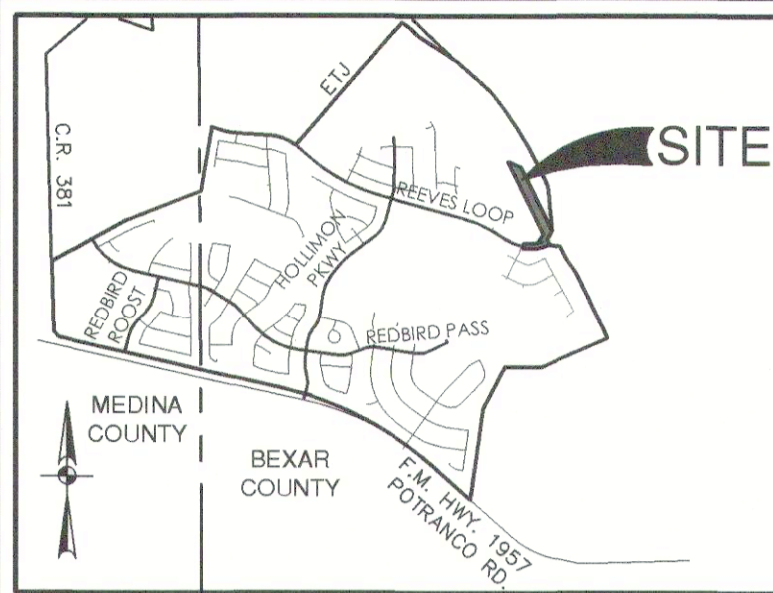 ETJ
SITE
C.R. 381
REEVES LOOP
HOLLIMON
PKWY
REDBIRD
ROOST
REDBIRD PASS
MEDINA
COUNTY
BEXAR
COUNTY
F.M. HWY. 1957
POTRANCO RD.